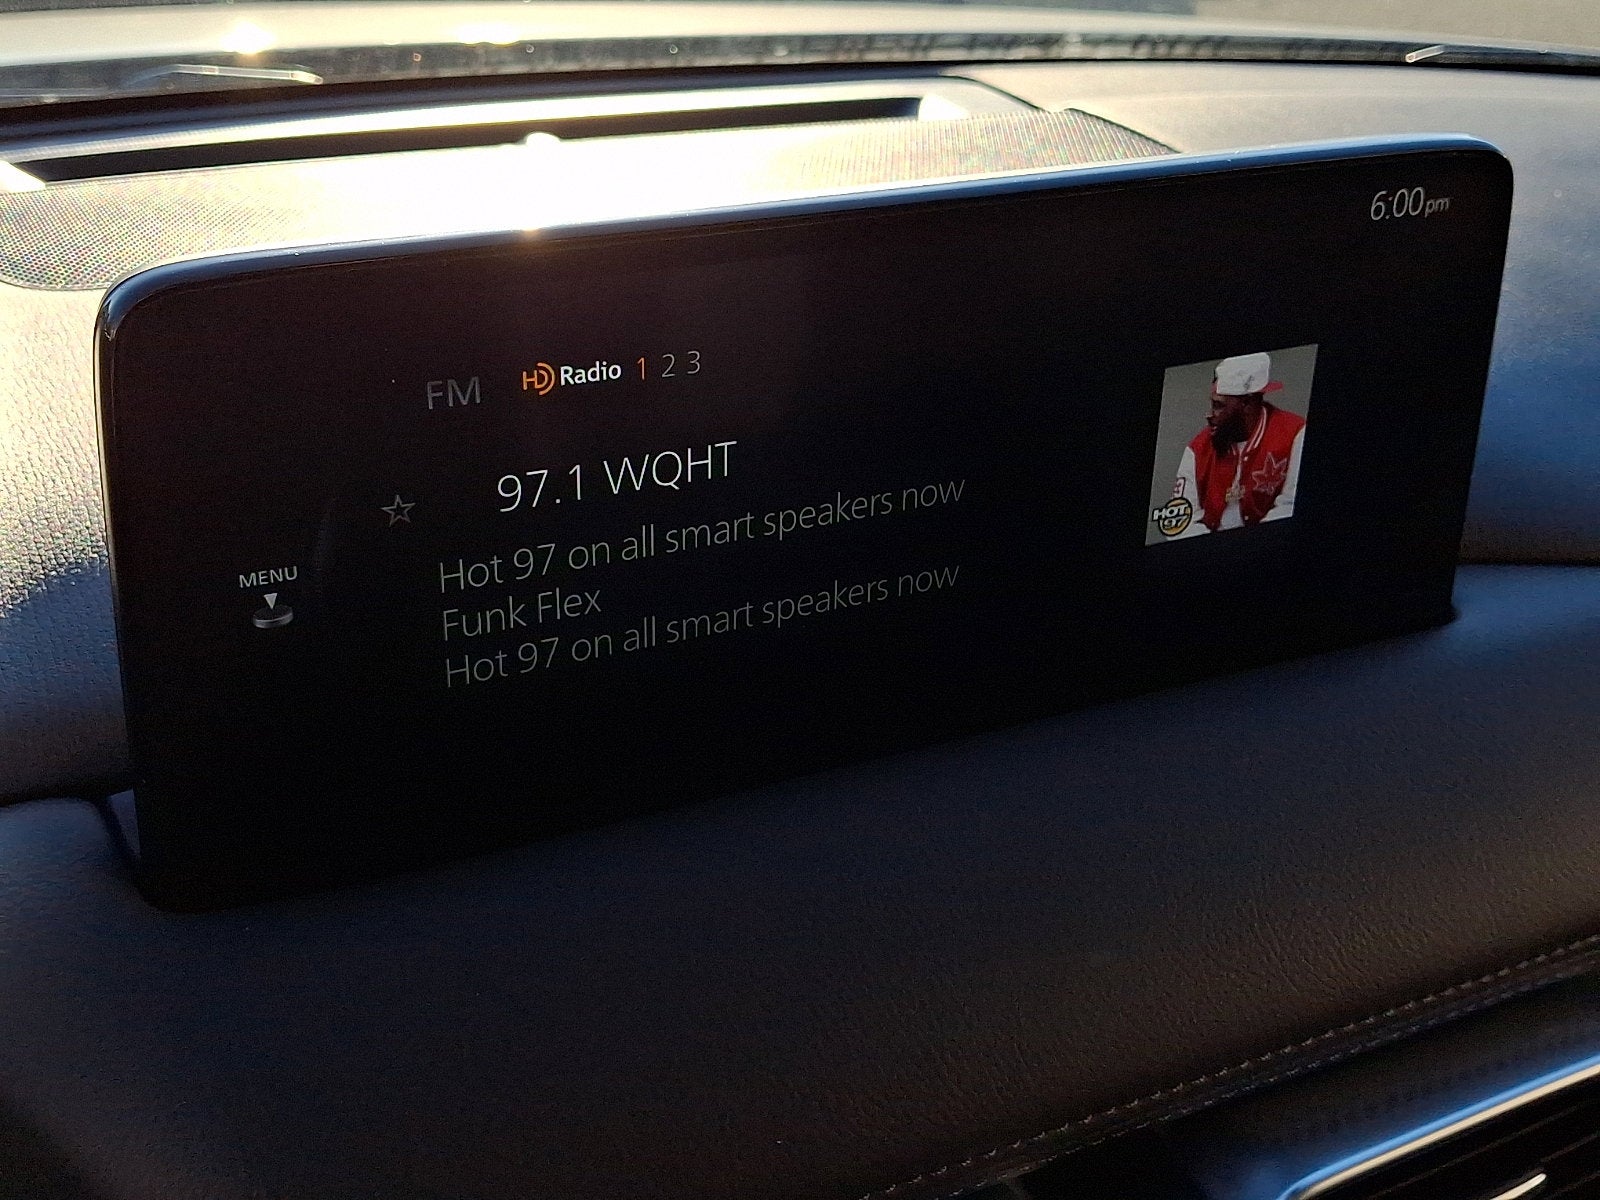 6:00pm
FM HD Radio 1 2 3
97.1 WQHT
Hot 97 on all smart speakers now
Funk Flex
Hot 97 on all smart speakers now
MENU
HOT
97